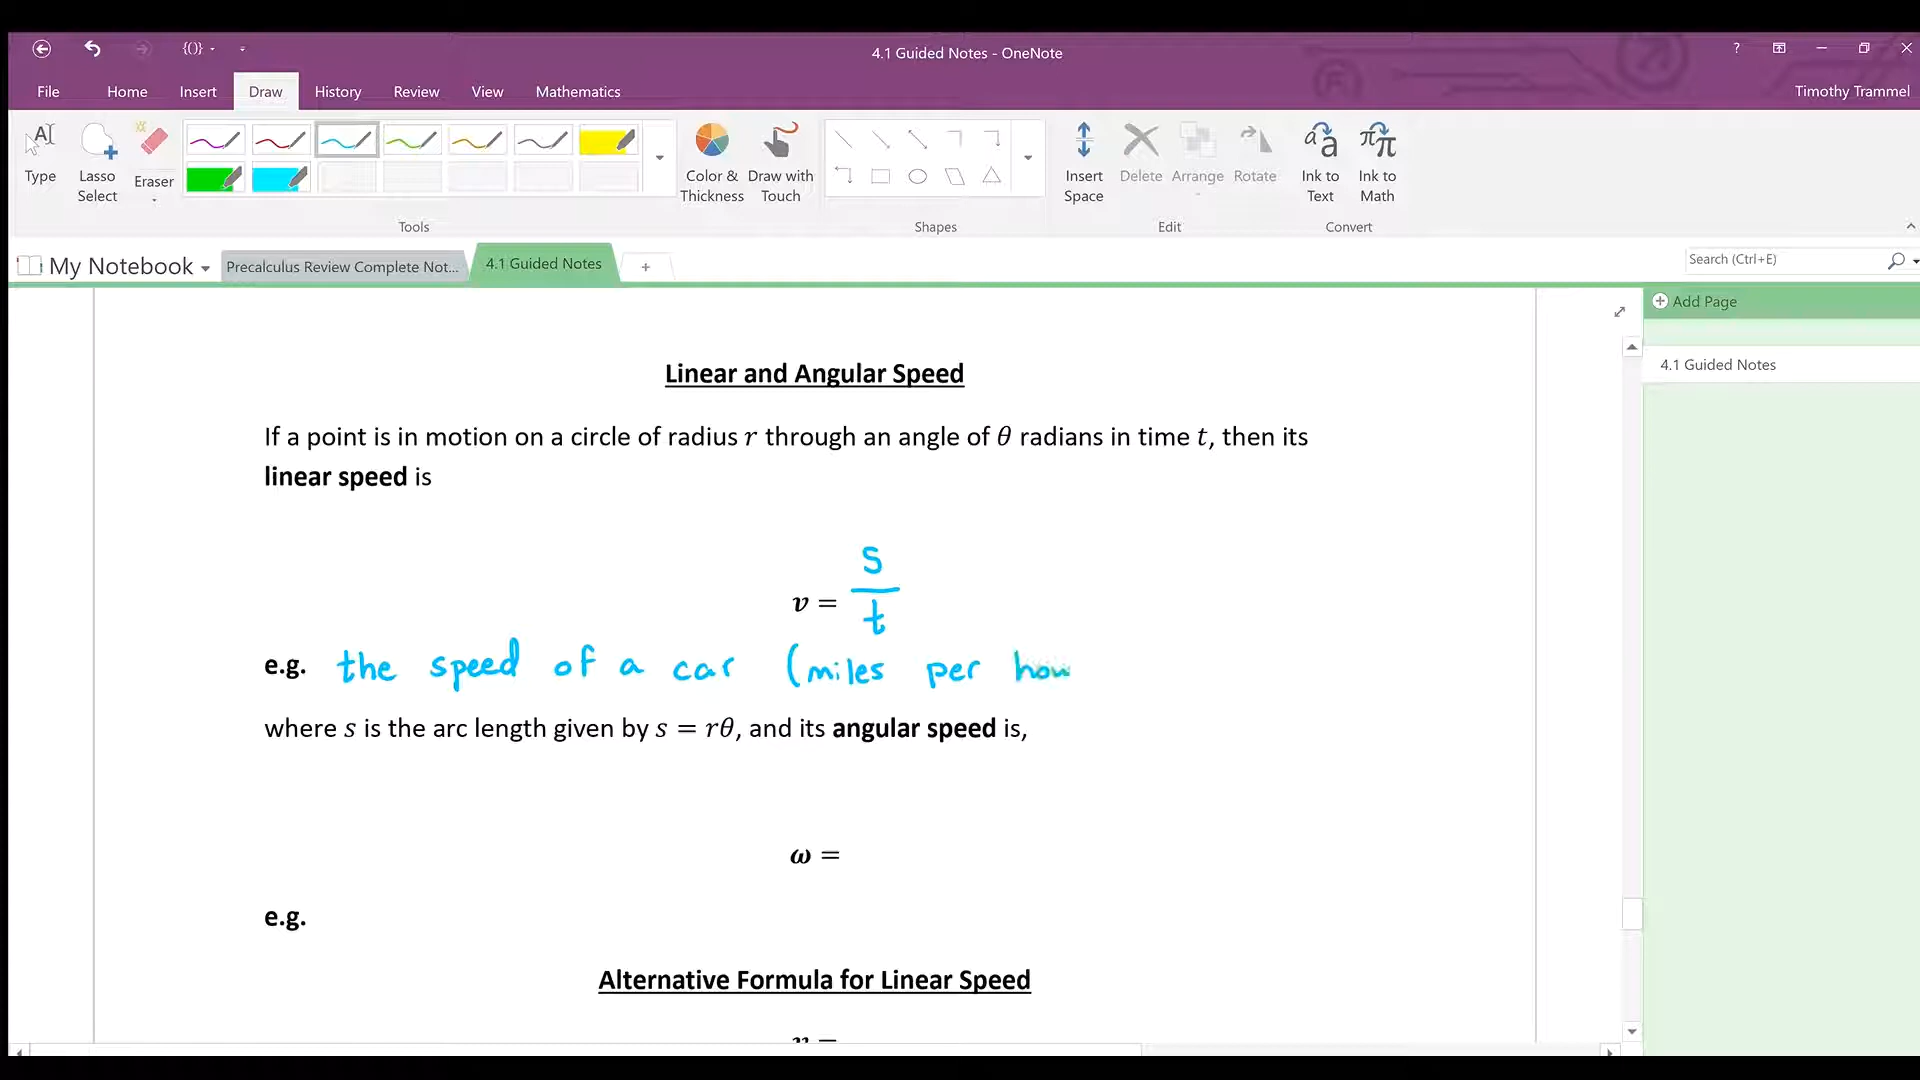 4.1 Guided Notes - OneNote
?
File Home Insert Draw History Review View Mathematics
Timothy Trammel
Type
Lasso Select
Eraser
Color & Thickness
Draw with Touch
Insert Space
Delete
Arrange
Rotate
Ink to Text
Ink to Math
Tools
Shapes
Edit
Convert
My Notebook
Precalculus Review Complete Not...
4.1 Guided Notes
+
Search (Ctrl+E)
Add Page
4.1 Guided Notes
Linear and Angular Speed
If a point is in motion on a circle of radius r through an angle of θ radians in time t, then its
linear speed is
v = s/t
e.g. the speed of a car (miles per hou
where s is the arc length given by s = rθ, and its angular speed is,
ω =
e.g.
Alternative Formula for Linear Speed